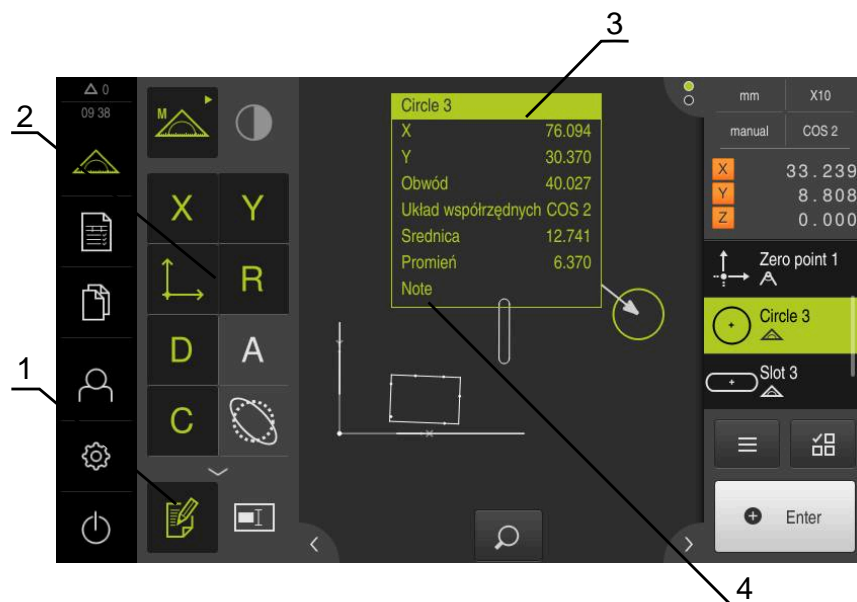 3
2
1
4
0
09 38
M
X
Y
R
D
A
C
Circle 3
X 76.094
Y 30.370
Obwód 40.027
Układ współrzędnych COS 2
Srednica 12.741
Promień 6.370
Note
mm X10
manual COS 2
X 33.239
Y 8.808
Z 0.000
Zero point 1
Circle 3
Slot 3
Enter